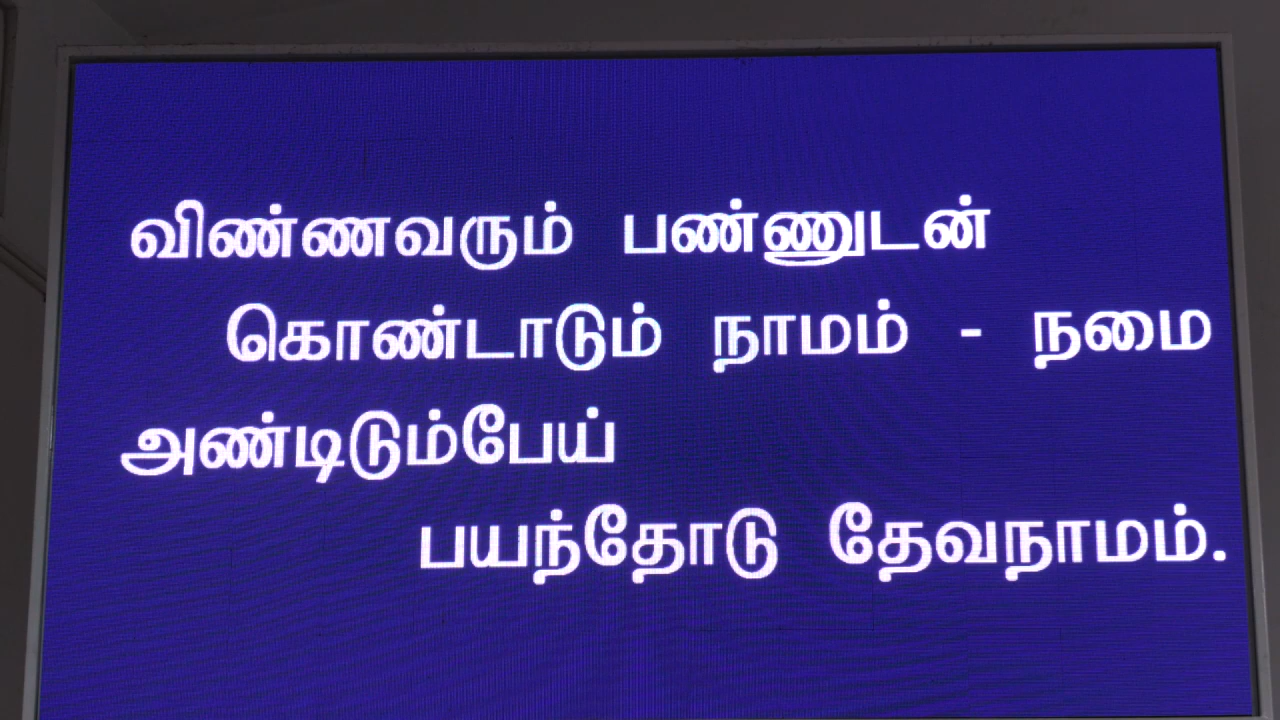 விண்ணவரும் பண்ணுடன்
கொண்டாடும் நாமம் - நமை
அண்டிடும்பேய்
பயந்தோடு தேவநாமம்.